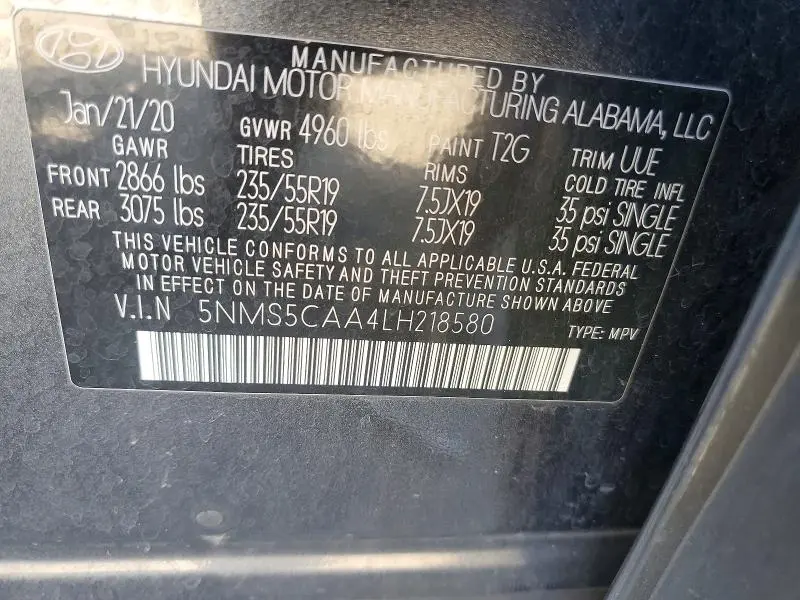 MANUFACTURED BY
HYUNDAI MOTOR MANUFACTURING ALABAMA, LLC
Jan/21/20 GVWR 4960 lbs PAINT T2G TRIM UUE
GAWR TIRES RIMS COLD TIRE INFL
FRONT 2866 lbs 235/55R19 7.5JX19 35 psi SINGLE
REAR 3075 lbs 235/55R19 7.5JX19 35 psi SINGLE
THIS VEHICLE CONFORMS TO ALL APPLICABLE U.S.A. FEDERAL
MOTOR VEHICLE SAFETY AND THEFT PREVENTION STANDARDS
IN EFFECT ON THE DATE OF MANUFACTURE SHOWN ABOVE
V.I.N 5NMS5CAA4LH218580 TYPE: MPV